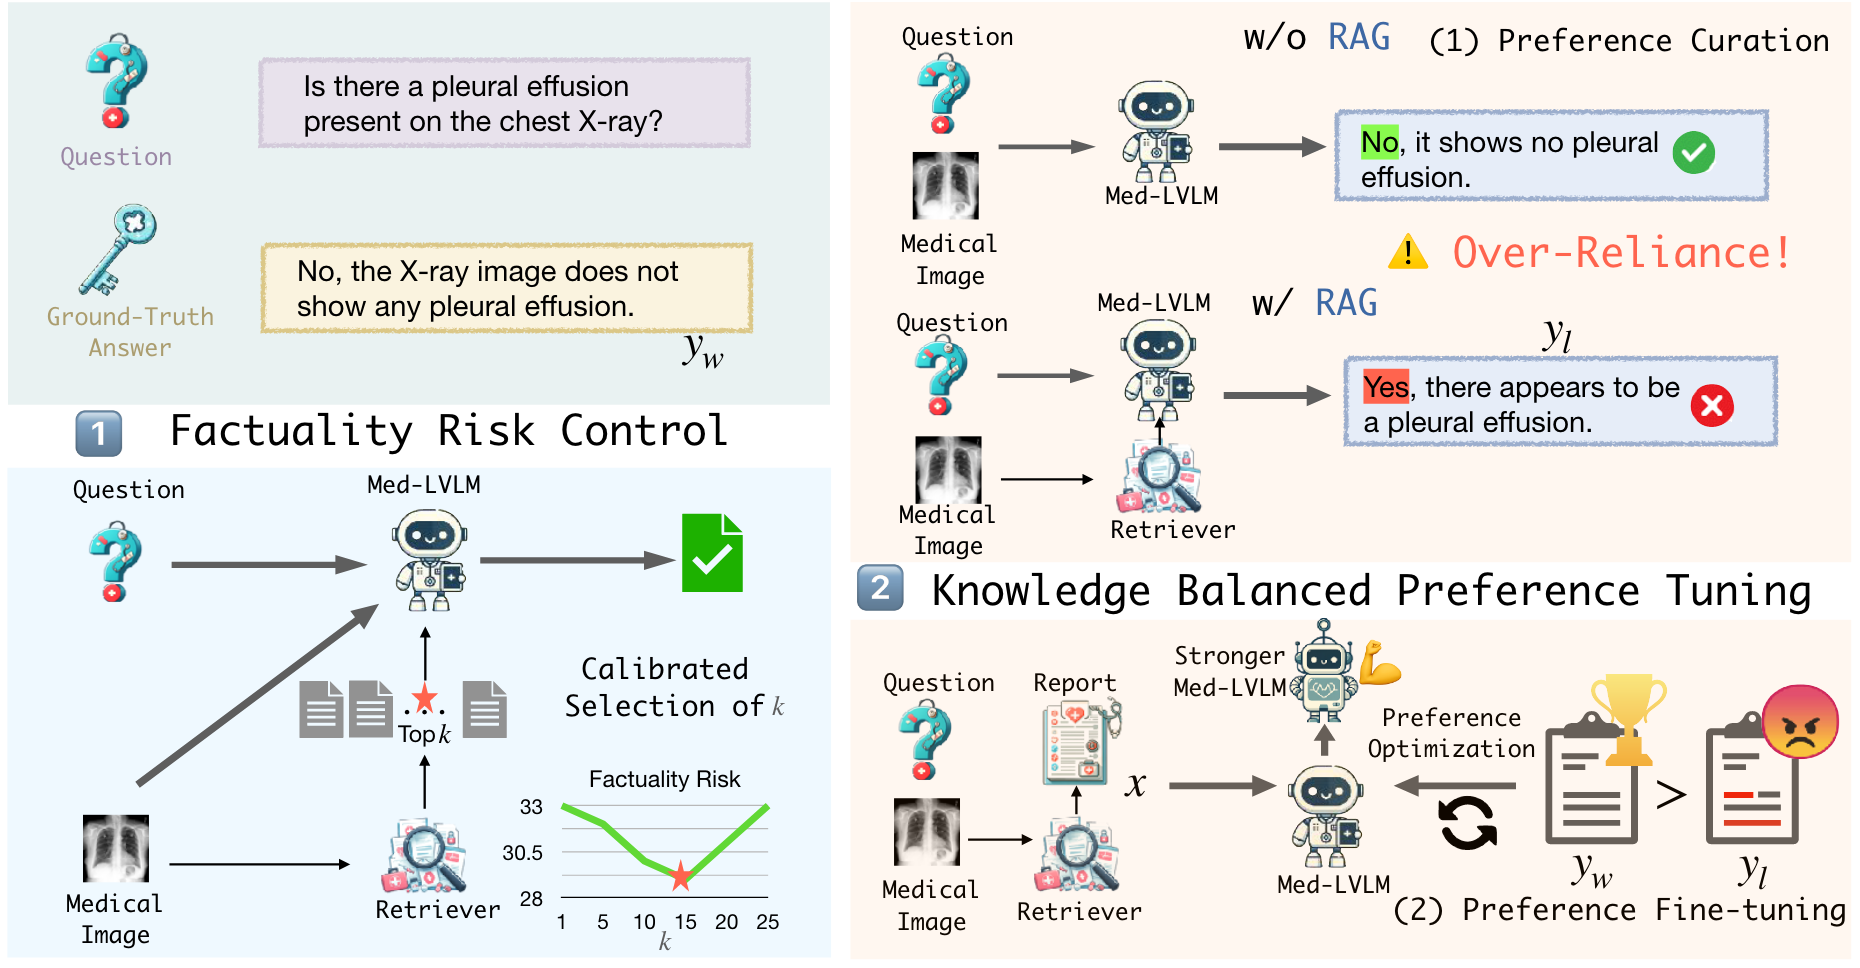 Question
Is there a pleural effusion
present on the chest X-ray?
Ground-Truth
Answer
No, the X-ray image does not
show any pleural effusion.
y_w
1 Factuality Risk Control
Question
Med-LVLM
Calibrated
Selection of k
...
Top k
Retriever
Medical
Image
Factuality Risk
33
30.5
28
1 5 10 15 20 25
k
w/o RAG (1) Preference Curation
Question
Medical
Image
Med-LVLM
No, it shows no pleural
effusion.
Over-Reliance!
w/ RAG
Question
Med-LVLM
Medical
Image
Retriever
y_l
Yes, there appears to be
a pleural effusion.
2 Knowledge Balanced Preference Tuning
Question
Report
Medical
Image
Retriever
x
Stronger
Med-LVLM
Med-LVLM
Preference
Optimization
>
y_w
y_l
(2) Preference Fine-tuning